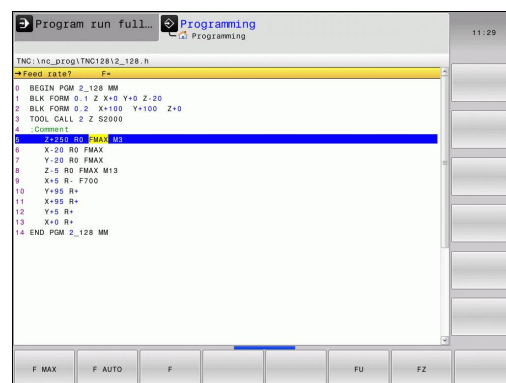 Program run full...
Programming
Programming
11:29
TNC:\nc_prog\TNC128\2_128.h
→Feed rate? F=
0 BEGIN PGM 2_128 MM
1 BLK FORM 0.1 Z X+0 Y+0 Z-20
2 BLK FORM 0.2 X+100 Y+100 Z+0
3 TOOL CALL 2 Z S2000
4 ;Comment
5 Z+250 R0 FMAX M3
6 X-20 R0 FMAX
7 Y-20 R0 FMAX
8 Z-5 R0 FMAX M13
9 X+5 R- F700
10 Y+95 R+
11 X+95 R+
12 Y+5 R+
13 X+0 R+
14 END PGM 2_128 MM
F MAX F AUTO F FU FZ